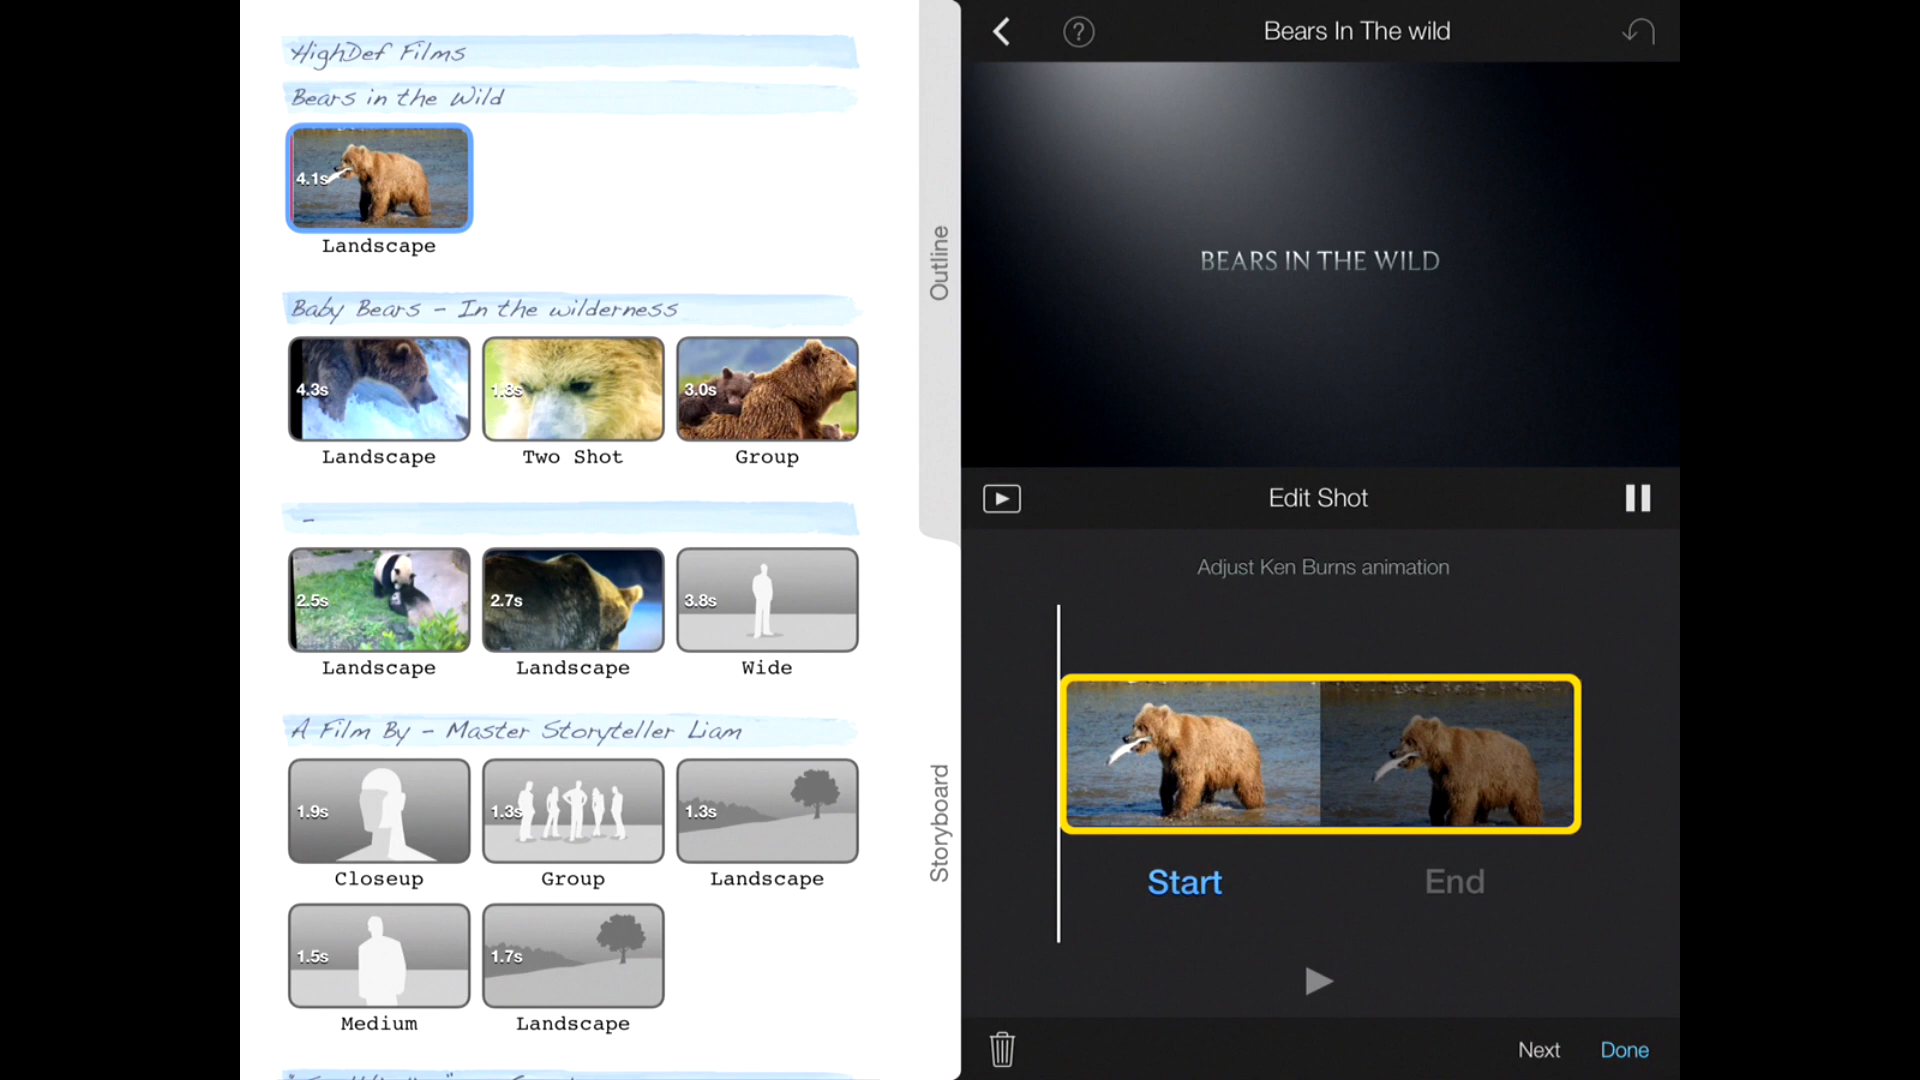 HighDef Films
Bears in the Wild
4.1s
Landscape
Baby Bears - In the wilderness
4.3s
1.8s
3.0s
Landscape
Two Shot
Group
-
2.5s
2.7s
3.8s
Landscape
Landscape
Wide
A Film By - Master Storyteller Liam
1.9s
1.3s
1.3s
Closeup
Group
Landscape
1.5s
1.7s
Medium
Landscape
Outline
Storyboard
?
Bears In The wild
BEARS IN THE WILD
Edit Shot
Adjust Ken Burns animation
Start
End
Next
Done